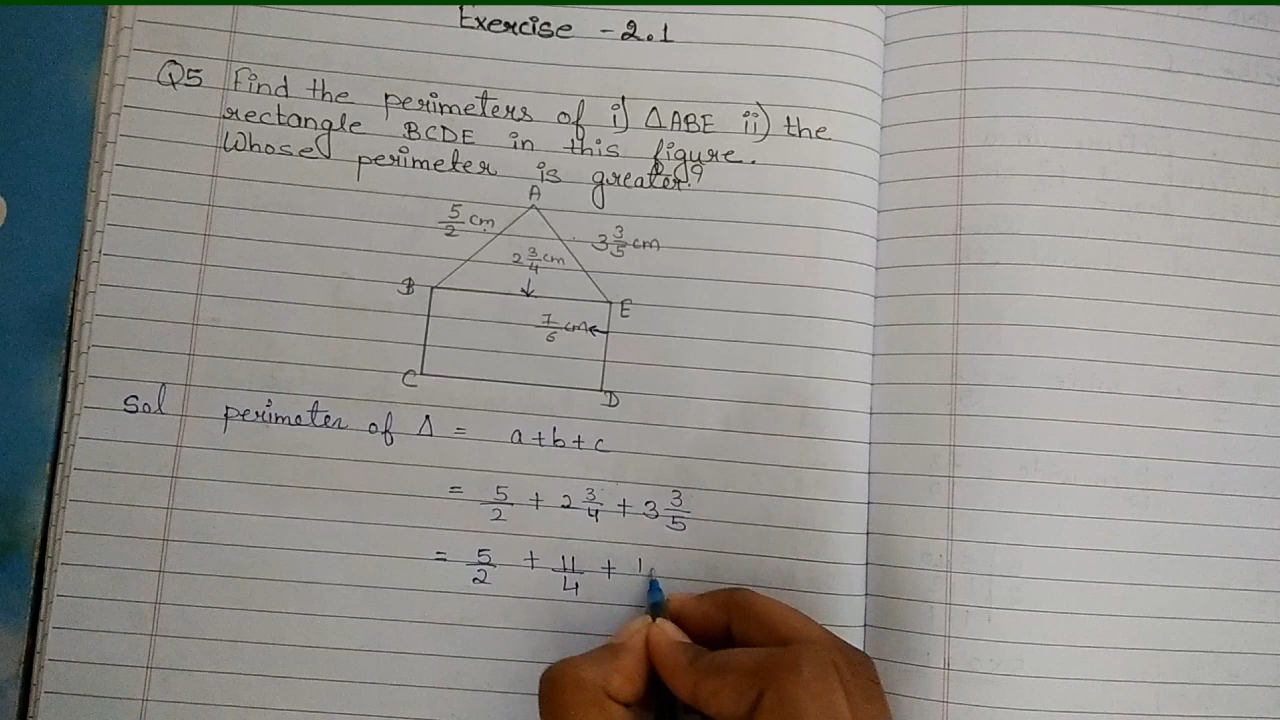 Exercise - 2.1
Q5 Find the perimeters of i) ΔABE ii) the
rectangle BCDE in this figure.
Whose perimeter is greater?
A
5/2 cm
3 3/5 cm
2 3/4 cm
B
E
7/6 cm
C
D
Sol perimeter of Δ = a+b+c
= 5/2 + 2 3/4 + 3 3/5
= 5/2 + 11/4 + 1